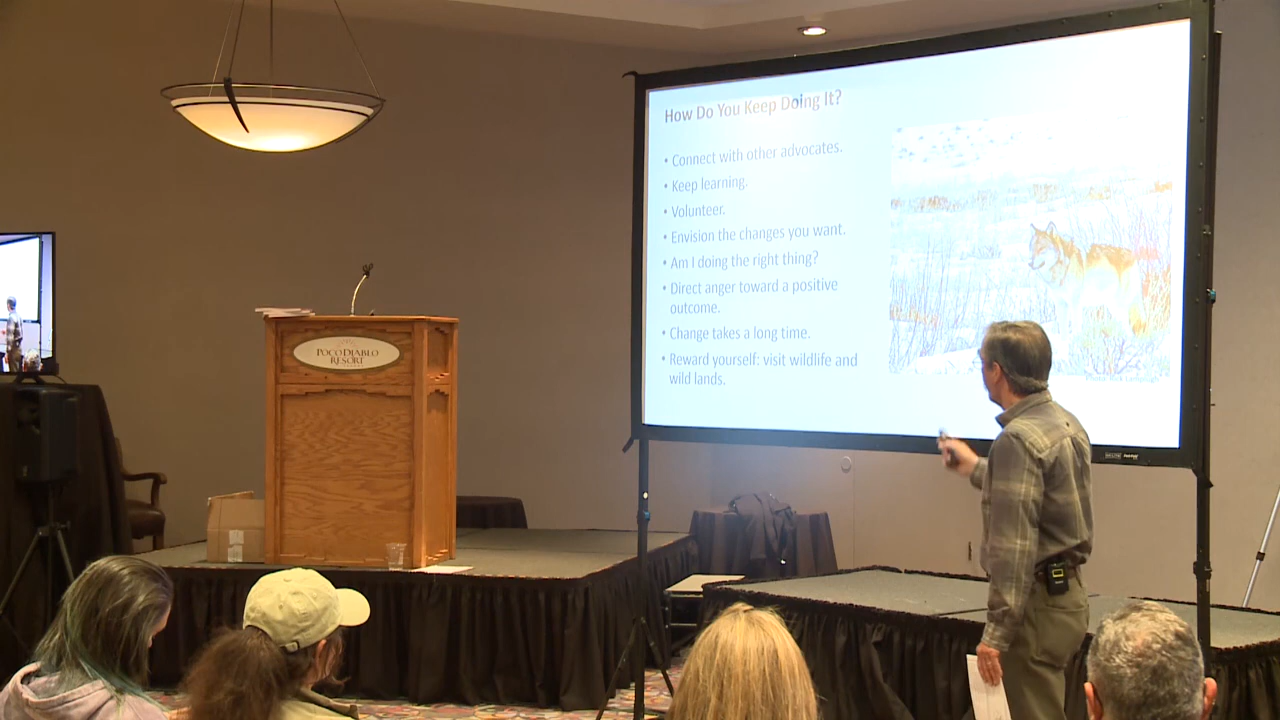 How Do You Keep Doing It?
• Connect with other advocates.
• Keep learning.
• Volunteer.
• Envision the changes you want.
• Am I doing the right thing?
• Direct anger toward a positive
outcome.
• Change takes a long time.
• Reward yourself: visit wildlife and
wild lands.
POCO DIABLO
RESORT